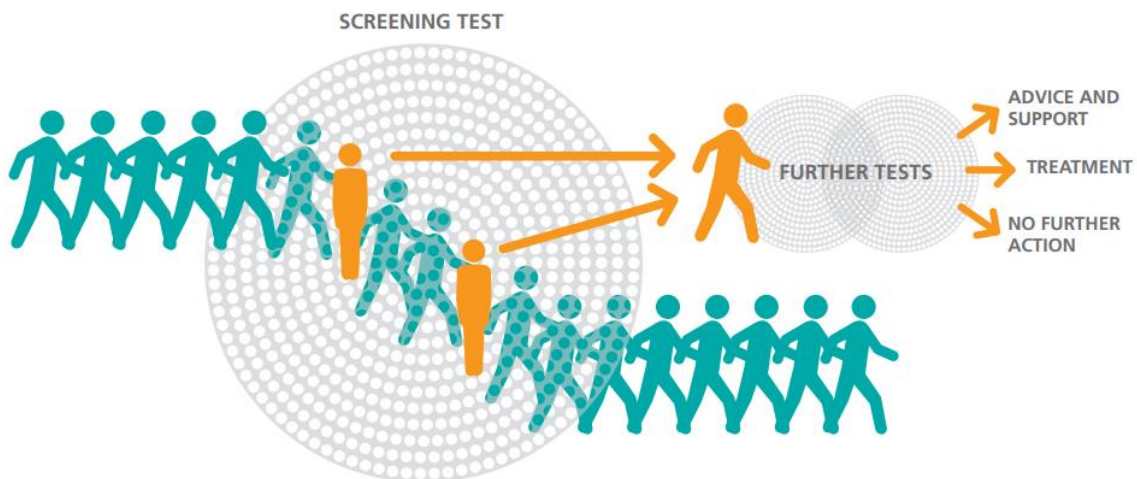 SCREENING TEST
FURTHER TESTS
ADVICE AND
SUPPORT
TREATMENT
NO FURTHER
ACTION